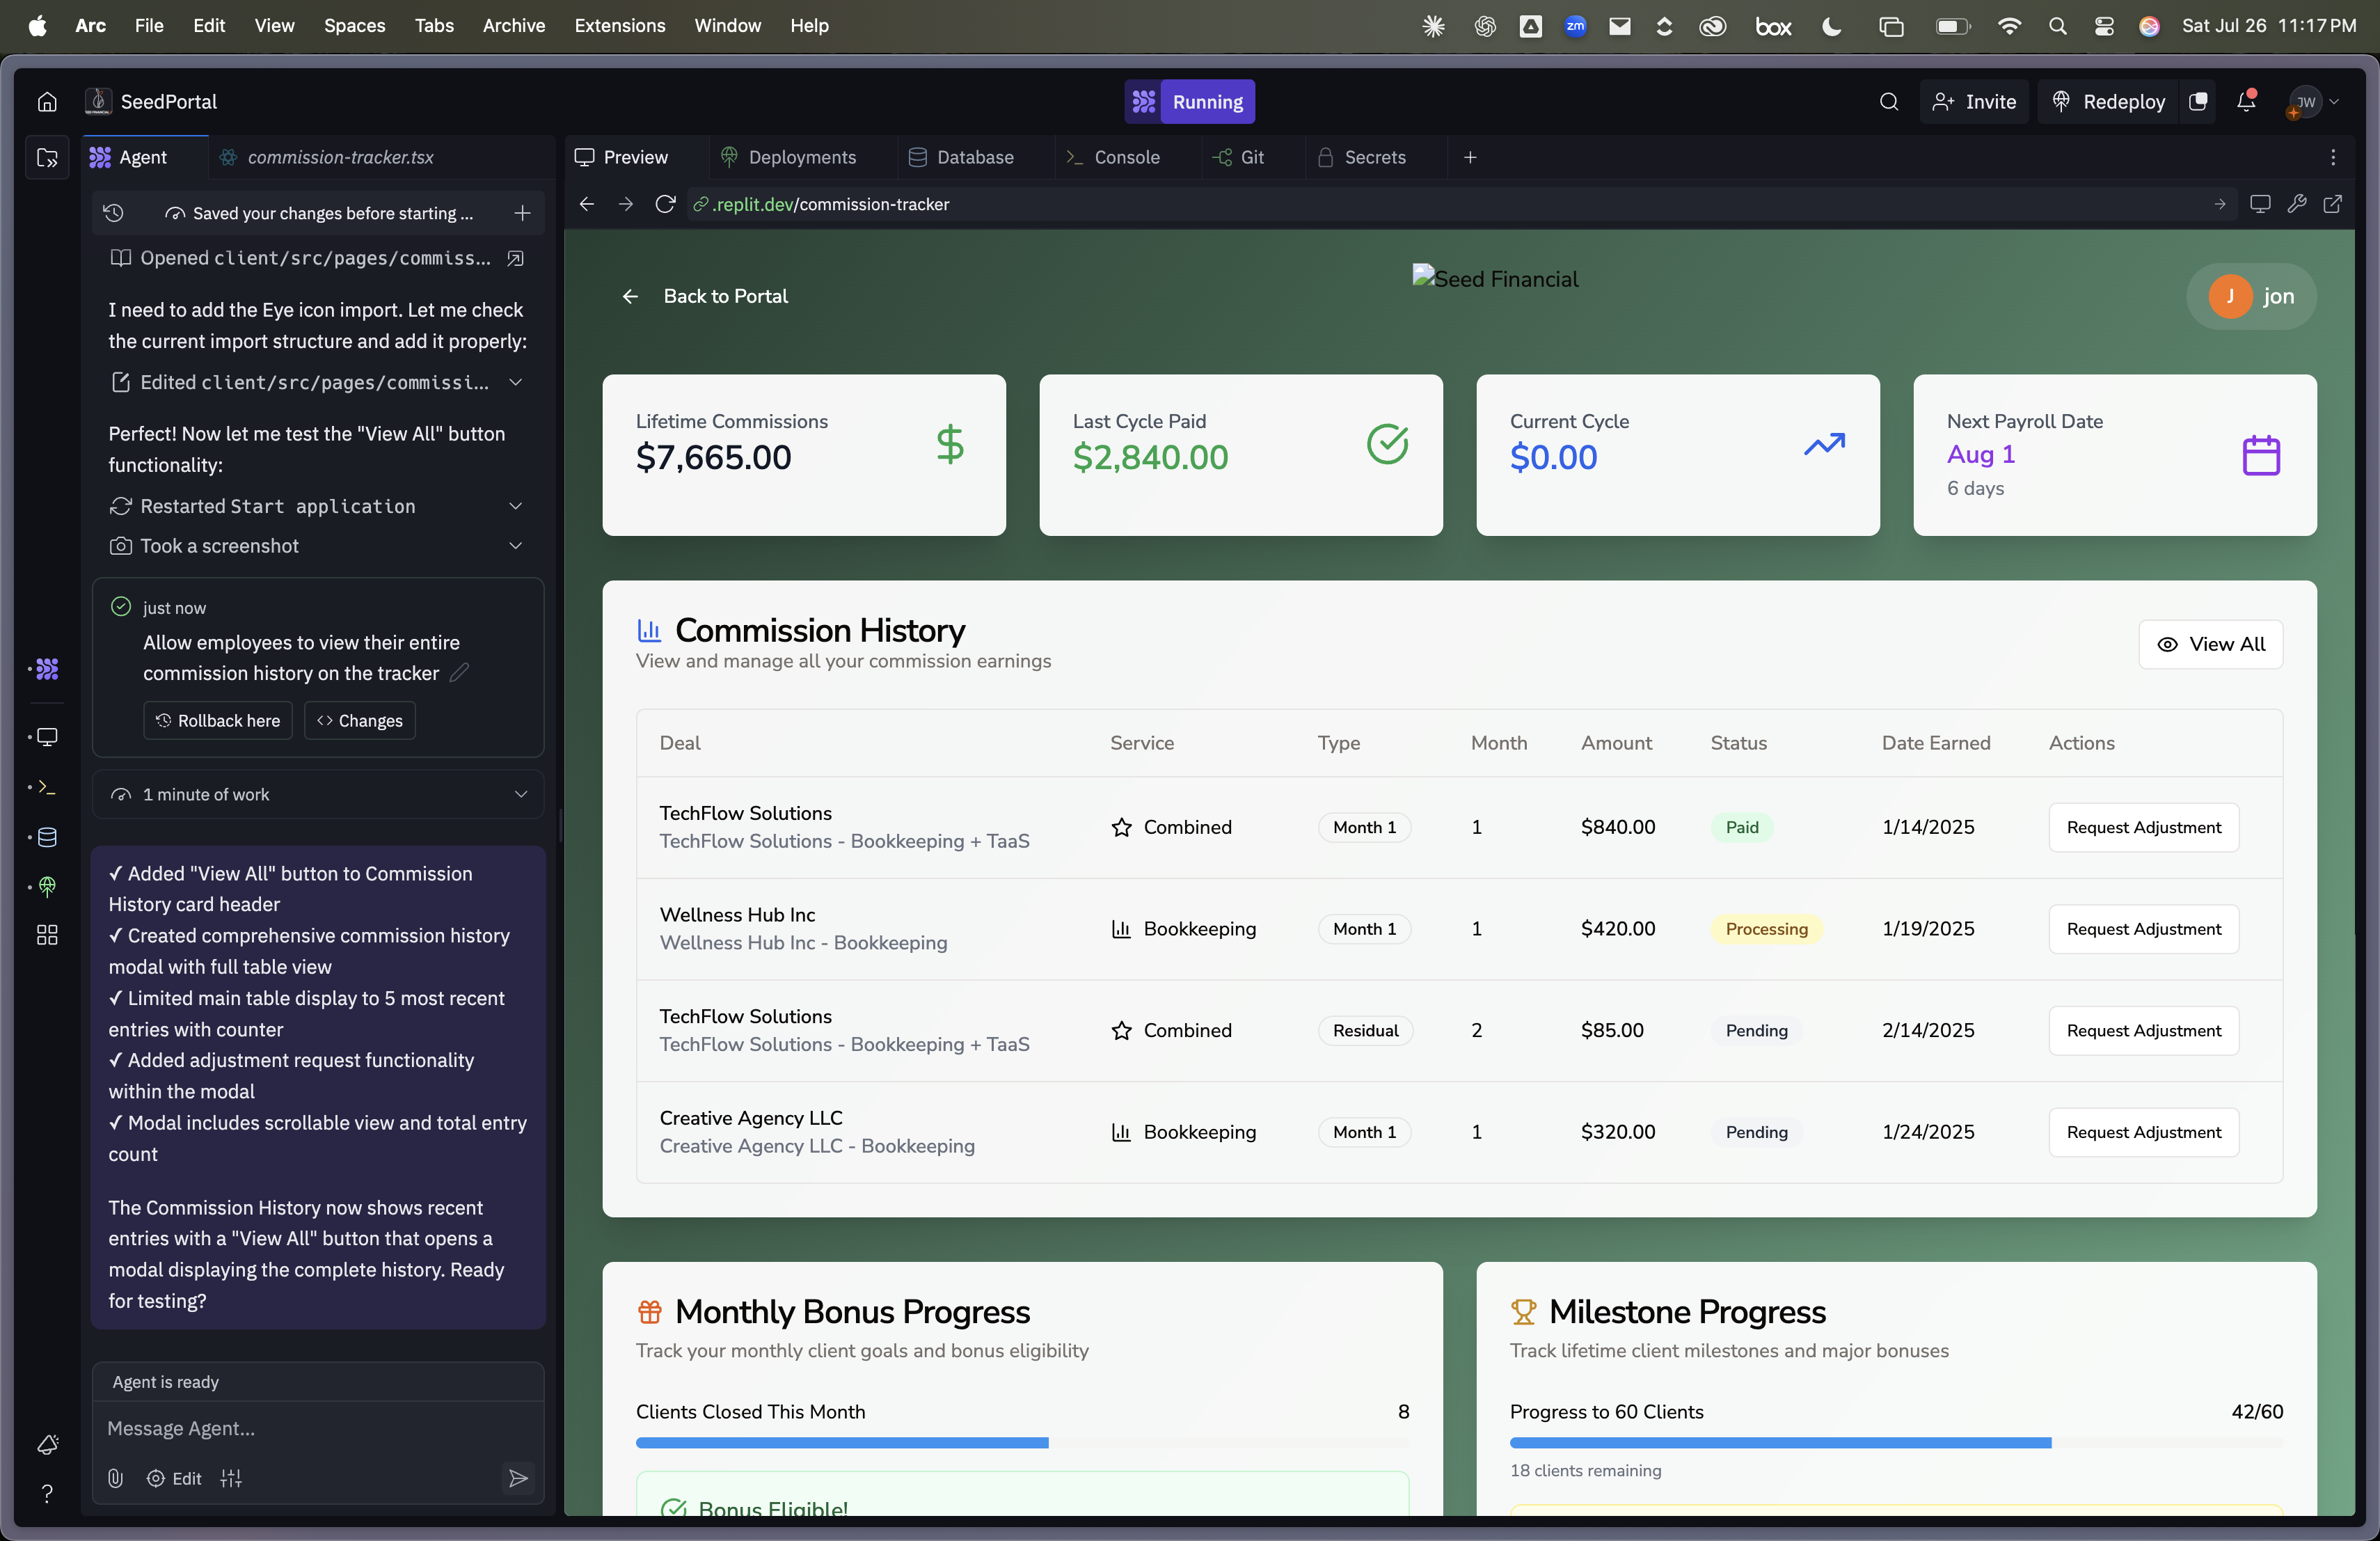 Arc File Edit View Spaces Tabs Archive Extensions Window Help
zm
box
Sat Jul 26 11:17 PM
SeedPortal
Running
Invite
Redeploy
JW
Agent
commission-tracker.tsx
Saved your changes before starting ...
Opened client/src/pages/commiss...
I need to add the Eye icon import. Let me check
the current import structure and add it properly:
Edited client/src/pages/commissi...
Perfect! Now let me test the "View All" button
functionality:
Restarted Start application
Took a screenshot
just now
Allow employees to view their entire
commission history on the tracker
Rollback here
Changes
1 minute of work
✓ Added "View All" button to Commission
History card header
✓ Created comprehensive commission history
modal with full table view
✓ Limited main table display to 5 most recent
entries with counter
✓ Added adjustment request functionality
within the modal
✓ Modal includes scrollable view and total entry
count
The Commission History now shows recent
entries with a "View All" button that opens a
modal displaying the complete history. Ready
for testing?
Agent is ready
Message Agent...
Edit
Preview
Deployments
Database
Console
Git
Secrets
.replit.dev/commission-tracker
Back to Portal
Seed Financial
J
jon
Lifetime Commissions
$7,665.00
Last Cycle Paid
$2,840.00
Current Cycle
$0.00
Next Payroll Date
Aug 1
6 days
Commission History
View and manage all your commission earnings
View All
Deal Service Type Month Amount Status Date Earned Actions
TechFlow Solutions
TechFlow Solutions - Bookkeeping + TaaS
Combined Month 1 1 $840.00 Paid 1/14/2025 Request Adjustment
Wellness Hub Inc
Wellness Hub Inc - Bookkeeping
Bookkeeping Month 1 1 $420.00 Processing 1/19/2025 Request Adjustment
TechFlow Solutions
TechFlow Solutions - Bookkeeping + TaaS
Combined Residual 2 $85.00 Pending 2/14/2025 Request Adjustment
Creative Agency LLC
Creative Agency LLC - Bookkeeping
Bookkeeping Month 1 1 $320.00 Pending 1/24/2025 Request Adjustment
Monthly Bonus Progress
Track your monthly client goals and bonus eligibility
Clients Closed This Month 8
Bonus Eligible!
Milestone Progress
Track lifetime client milestones and major bonuses
Progress to 60 Clients 42/60
18 clients remaining